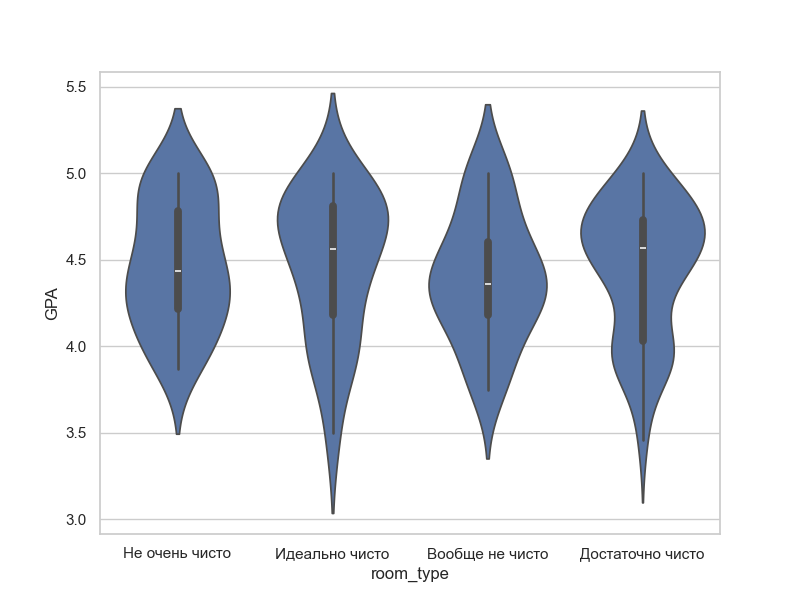 5.5
5.0
4.5
4.0
3.5
3.0
GPA
Не очень чисто
Идеально чисто
Вообще не чисто
Достаточно чисто
room_type